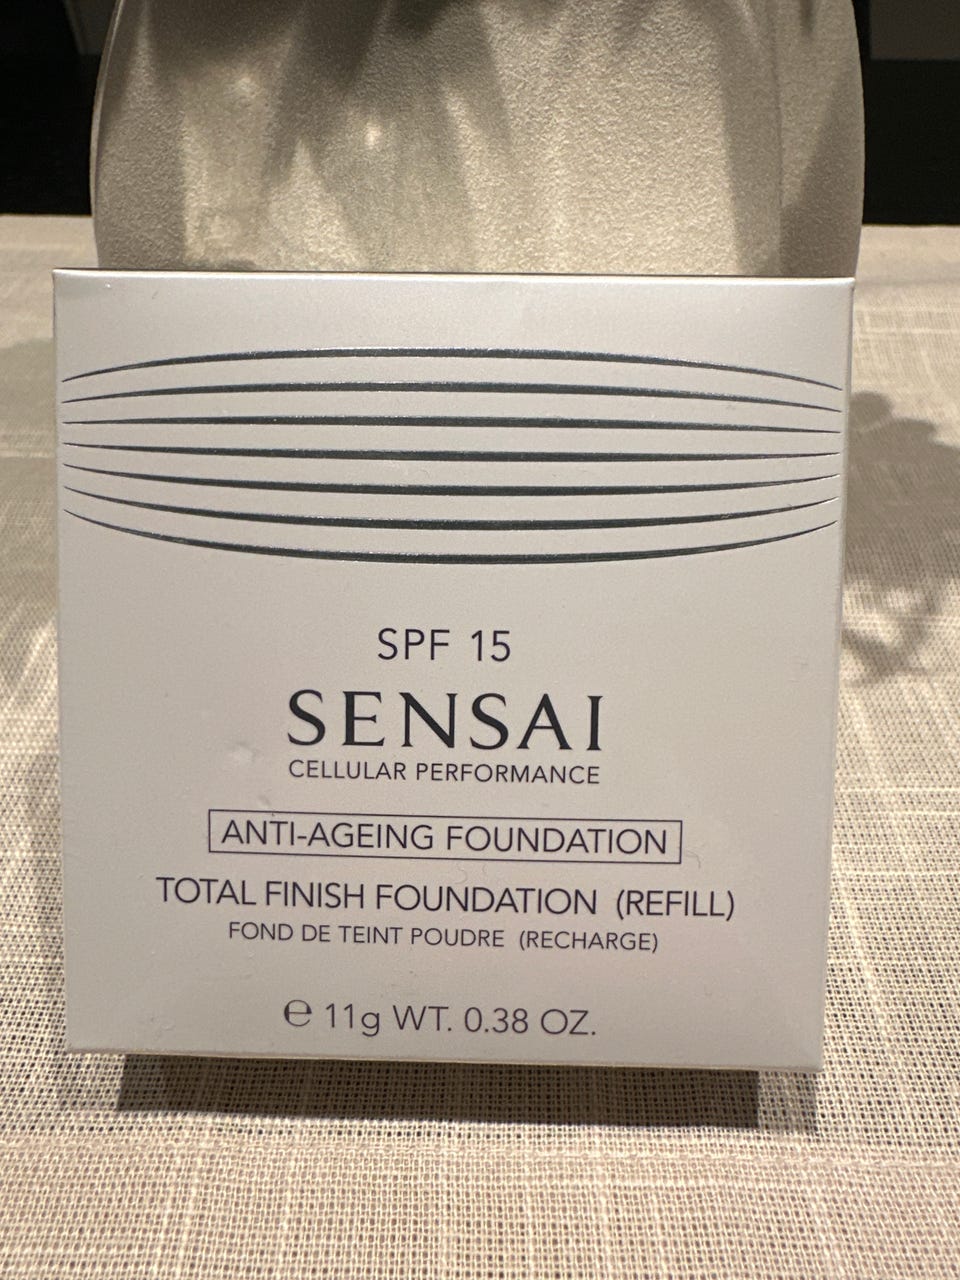 SPF 15
SENSAI
CELLULAR PERFORMANCE
ANTI-AGEING FOUNDATION
TOTAL FINISH FOUNDATION (REFILL)
FOND DE TEINT POUDRE (RECHARGE)
℮ 11g WT. 0.38 OZ.